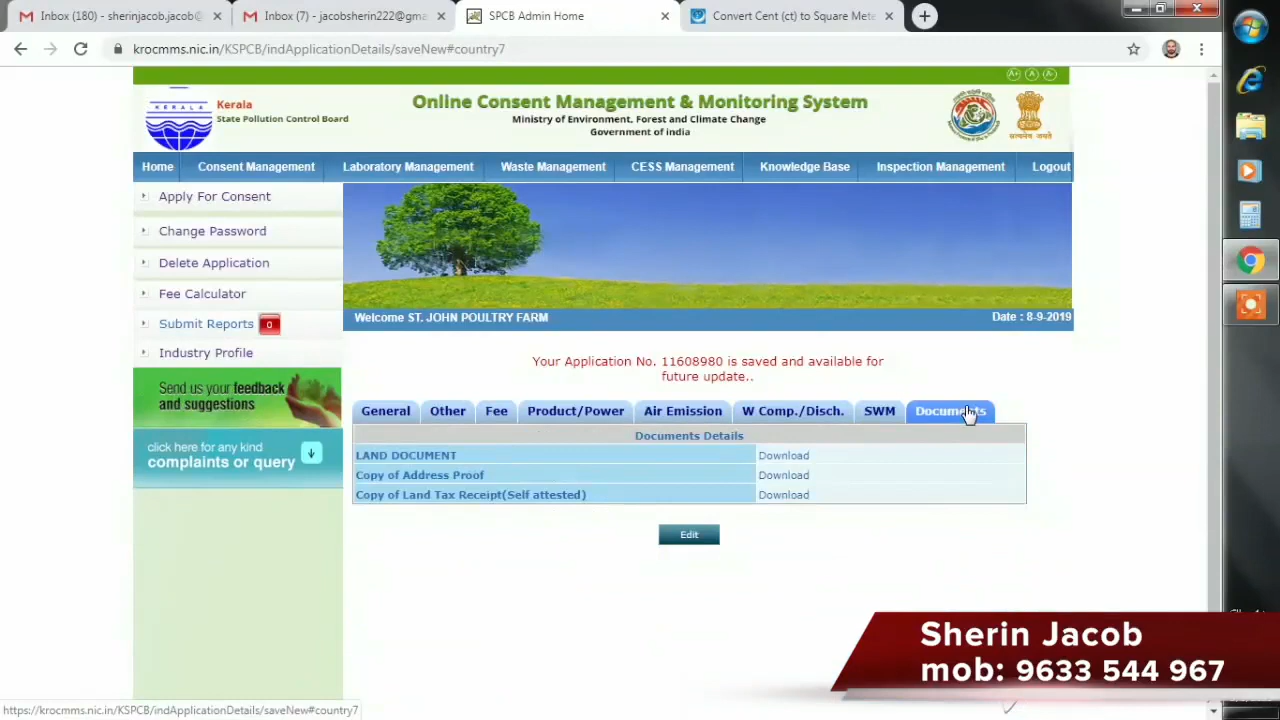 Inbox (180) - sherinjacob.jacob@
Inbox (7) - jacobsherin222@gma
SPCB Admin Home
Convert Cent (ct) to Square Mete
krocmms.nic.in/KSPCB/indApplicationDetails/saveNew#country7
A+ A A-
KERALA
Kerala
State Pollution Control Board
Online Consent Management & Monitoring System
Ministry of Environment, Forest and Climate Change
Government of india
सत्यमेव जयते
Home Consent Management Laboratory Management Waste Management CESS Management Knowledge Base Inspection Management Logout
Apply For Consent
Change Password
Delete Application
Fee Calculator
Submit Reports 0
Industry Profile
Send us your feedback
and suggestions
click here for any kind
complaints or query
Welcome ST. JOHN POULTRY FARM
Date : 8-9-2019
Your Application No. 11608980 is saved and available for
future update..
General Other Fee Product/Power Air Emission W Comp./Disch. SWM Documents
Documents Details
LAND DOCUMENT Download
Copy of Address Proof Download
Copy of Land Tax Receipt(Self attested) Download
Edit
Sherin Jacob
mob: 9633 544 967
https://krocmms.nic.in/KSPCB/indApplicationDetails/saveNew#country7